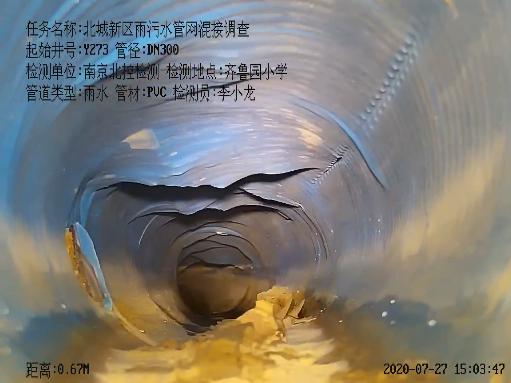 任务名称:北城新区雨污水管网混接调查
起始井号:Y273 管径:DN300
检测单位:南京北控检测 检测地点:齐鲁园小学
管道类型:雨水 管材:PVC 检测员:李小龙
距离:0.67M
2020-07-27 15:03:47